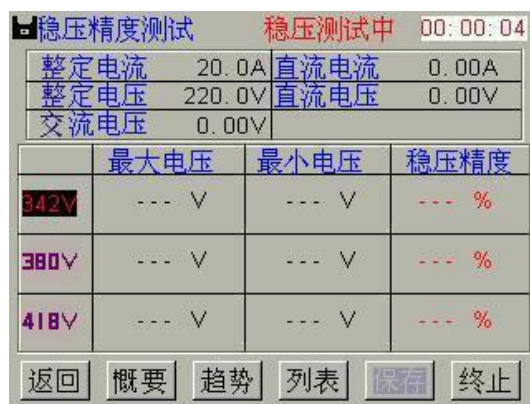 稳压精度测试 稳压测试中 00:00:04
整定电流 20.0A 直流电流 0.00A
整定电压 220.0V 直流电压 0.00V
交流电压 0.00V
最大电压 最小电压 稳压精度
342V --- V --- V --- %
380V --- V --- V --- %
418V --- V --- V --- %
返回 概要 趋势 列表 保存 终止